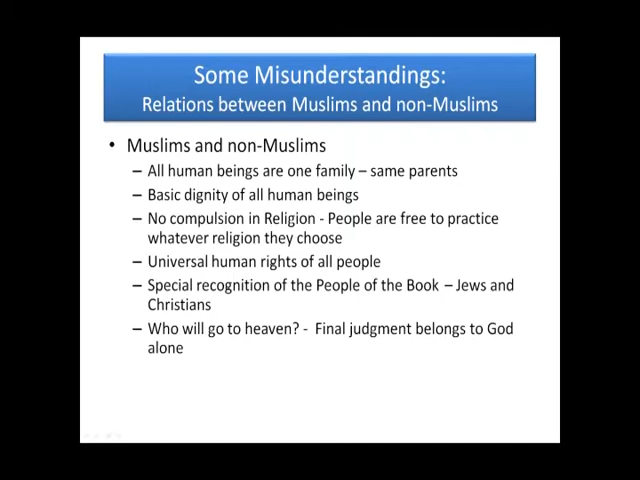 Some Misunderstandings:
Relations between Muslims and non-Muslims
• Muslims and non-Muslims
– All human beings are one family – same parents
– Basic dignity of all human beings
– No compulsion in Religion - People are free to practice
whatever religion they choose
– Universal human rights of all people
– Special recognition of the People of the Book – Jews and
Christians
– Who will go to heaven? - Final judgment belongs to God
alone